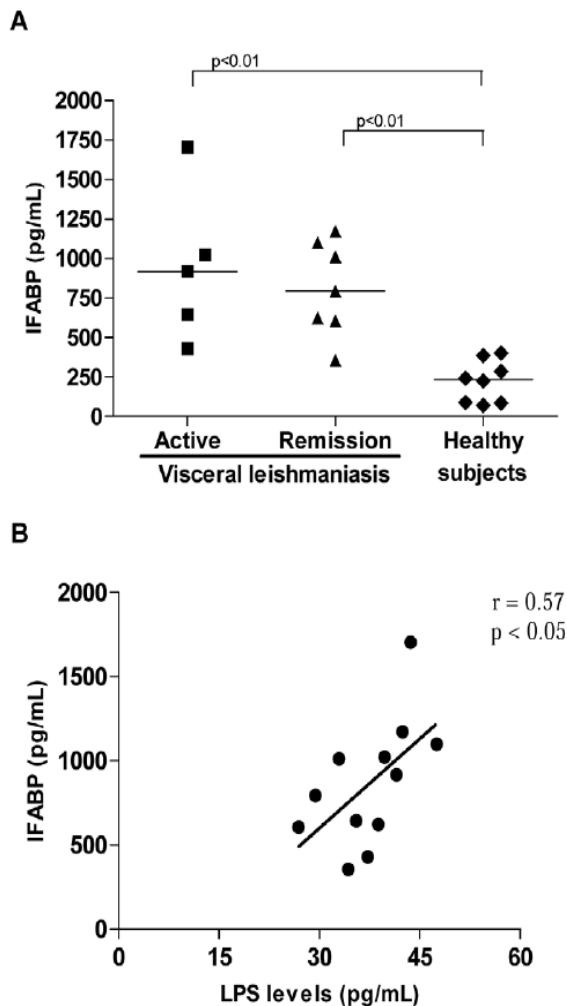 A
p<0.01
p<0.01
IFABP (pg/mL)
2000
1750
1500
1250
1000
750
500
250
0
Active Remission Healthy
Visceral leishmaniasis subjects
B
r = 0.57
p < 0.05
IFABP (pg/mL)
2000
1500
1000
500
0
0 15 30 45 60
LPS levels (pg/mL)